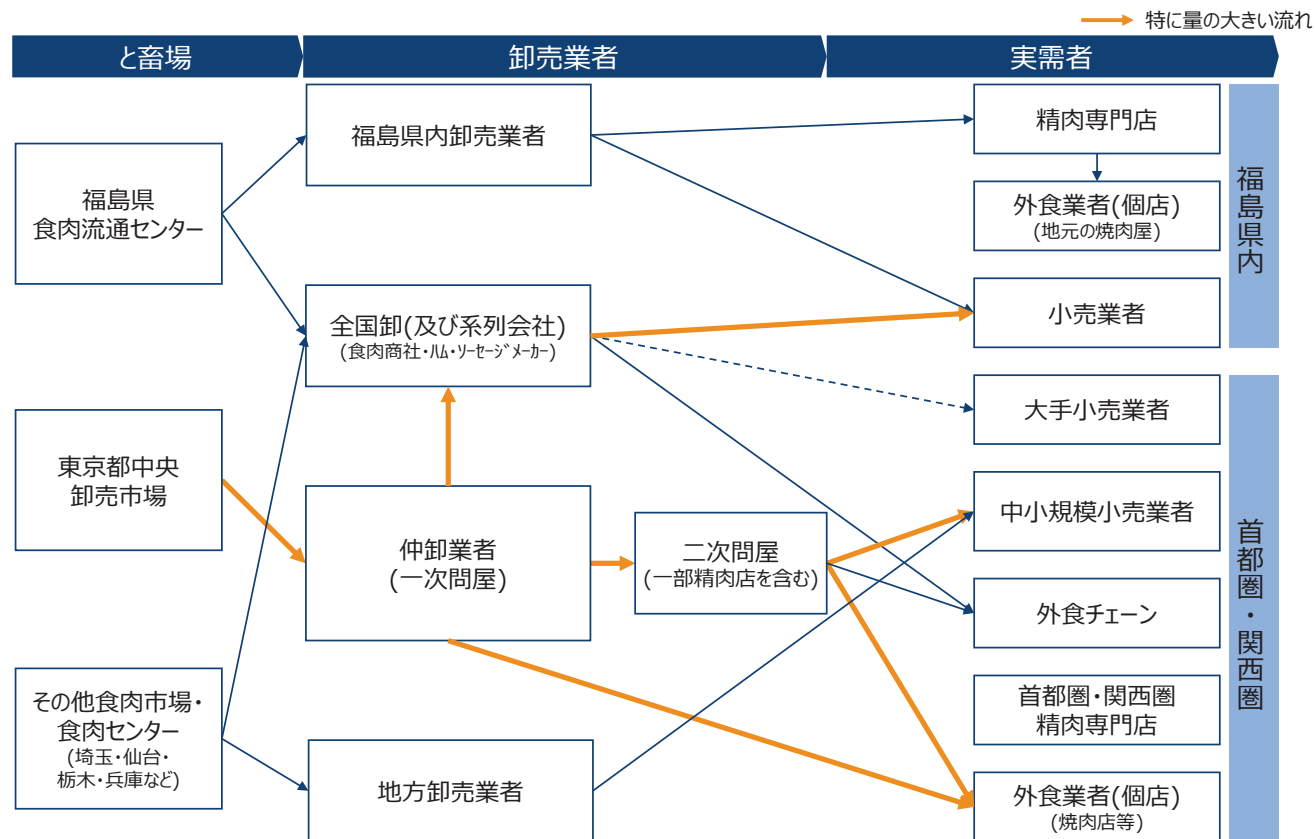 特に量の大きい流れ
と畜場
卸売業者
実需者
福島県
食肉流通センター
東京都中央
卸売市場
その他食肉市場・
食肉センター
(埼玉・仙台・
栃木・兵庫など)
福島県内卸売業者
全国卸(及び系列会社)
(食肉商社・ﾊﾑ・ｿｰｾｰｼﾞﾒｰｶｰ)
仲卸業者
(一次問屋)
二次問屋
(一部精肉店を含む)
地方卸売業者
精肉専門店
外食業者(個店)
(地元の焼肉屋)
小売業者
大手小売業者
中小規模小売業者
外食チェーン
首都圏・関西圏
精肉専門店
外食業者(個店)
(焼肉店等)
福島県内
首都圏・関西圏